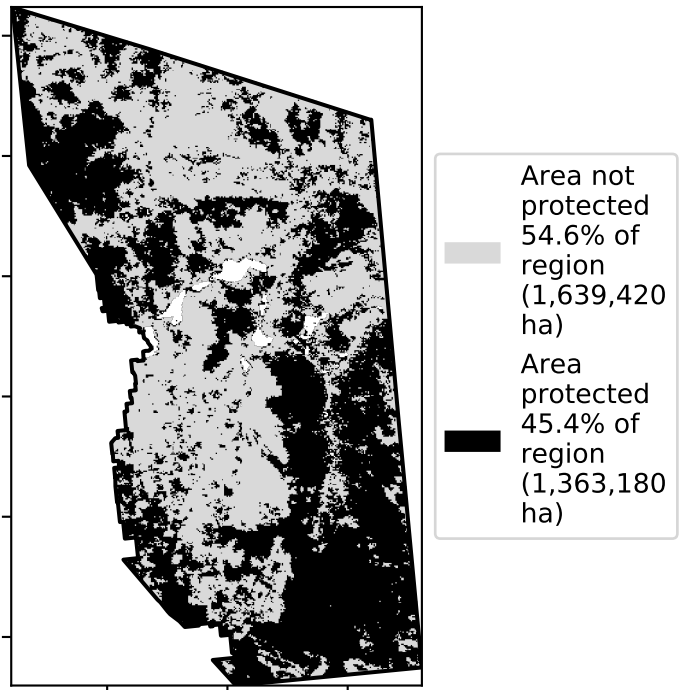 Area not
protected
54.6% of
region
(1,639,420
ha)
Area
protected
45.4% of
region
(1,363,180
ha)